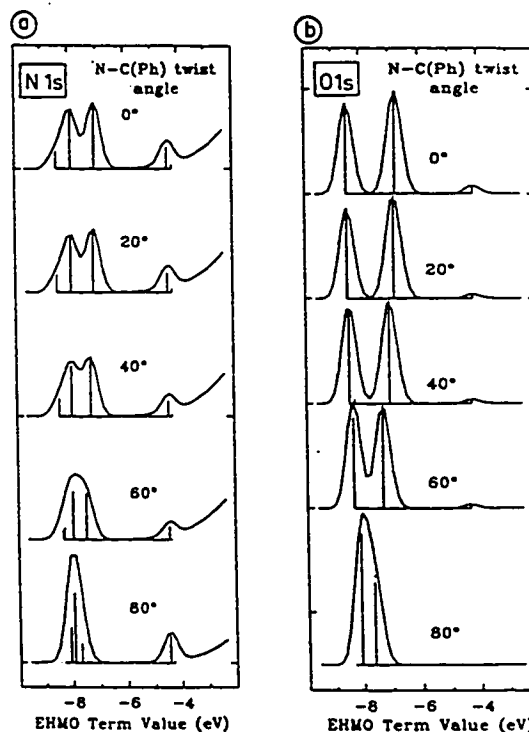 a
N 1s
N-C(Ph) twist
angle
0°
20°
40°
60°
80°
-8 -6 -4
EHMO Term Value (eV)
b
O1s
N-C(Ph) twist
angle
0°
20°
40°
60°
80°
-8 -6 -4
EHMO Term Value (eV)